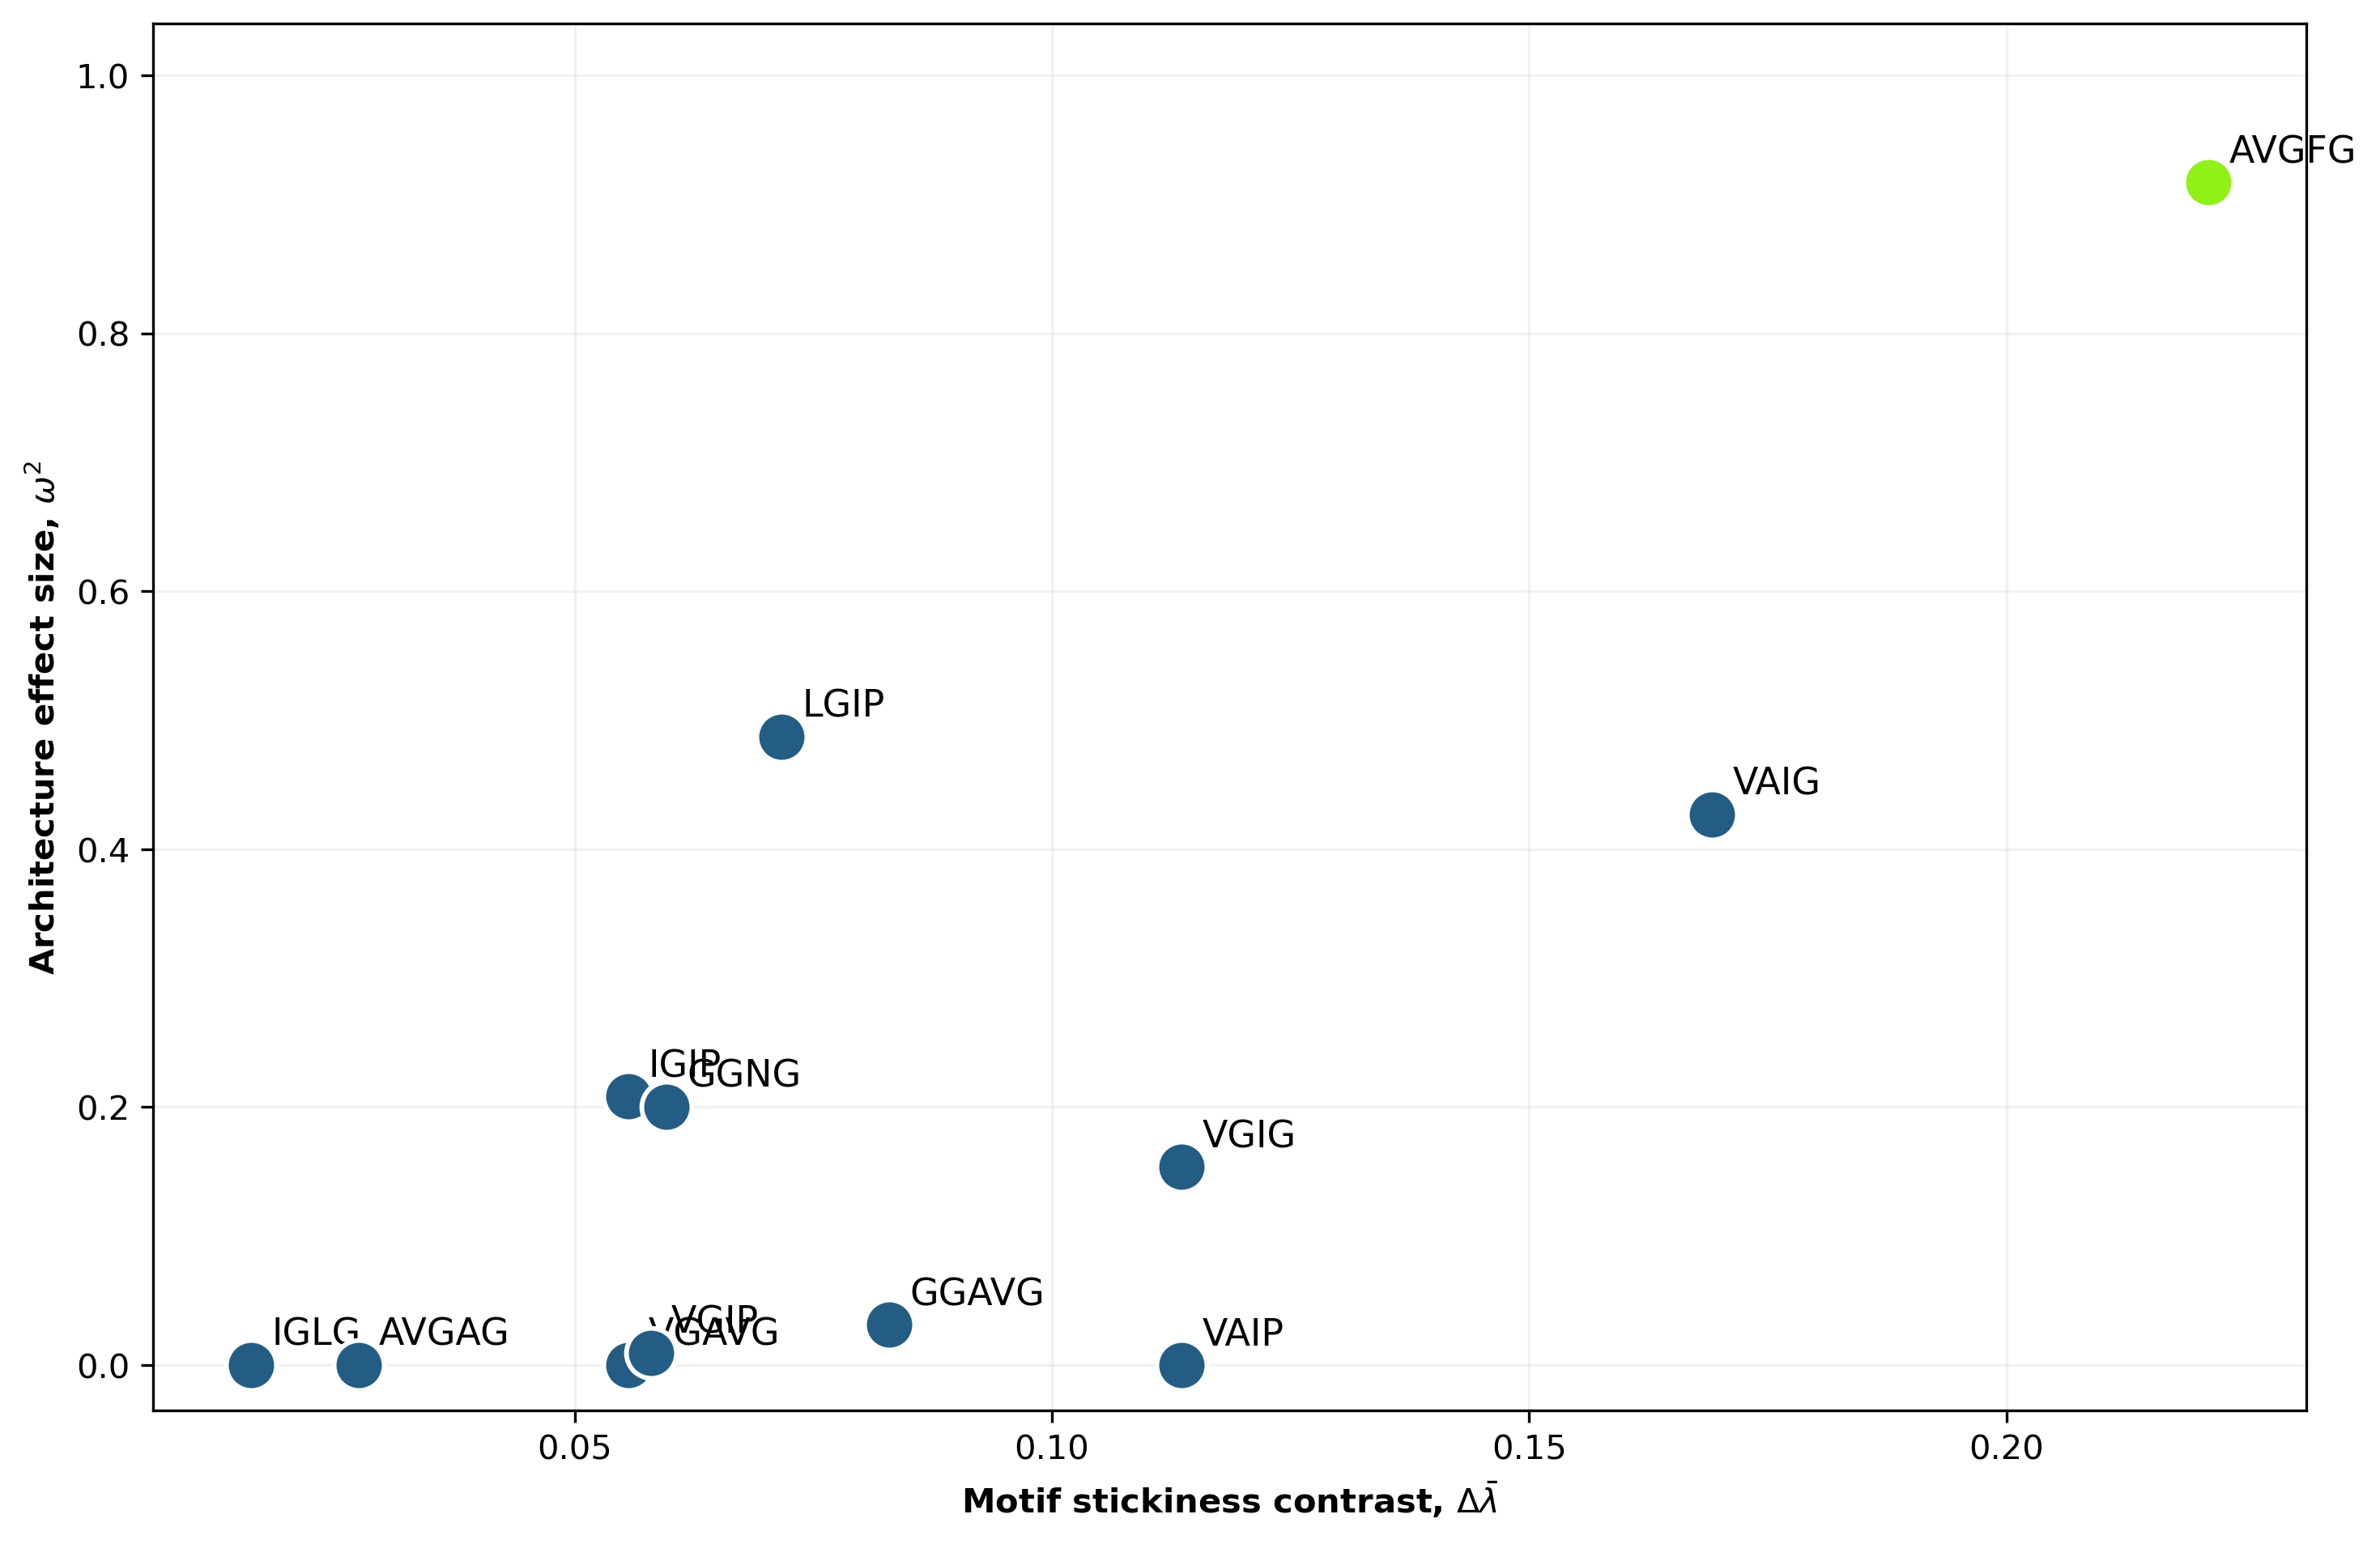 1.0
0.8
0.6
0.4
0.2
0.0
Architecture effect size, ω²
AVGFG
LGIP
VAIG
IGIP
GGNG
VGIG
GGAVG
IGLG
AVGAG
VGIP
VGAVG
VAIP
0.05
0.10
0.15
0.20
Motif stickiness contrast, Δλ̄